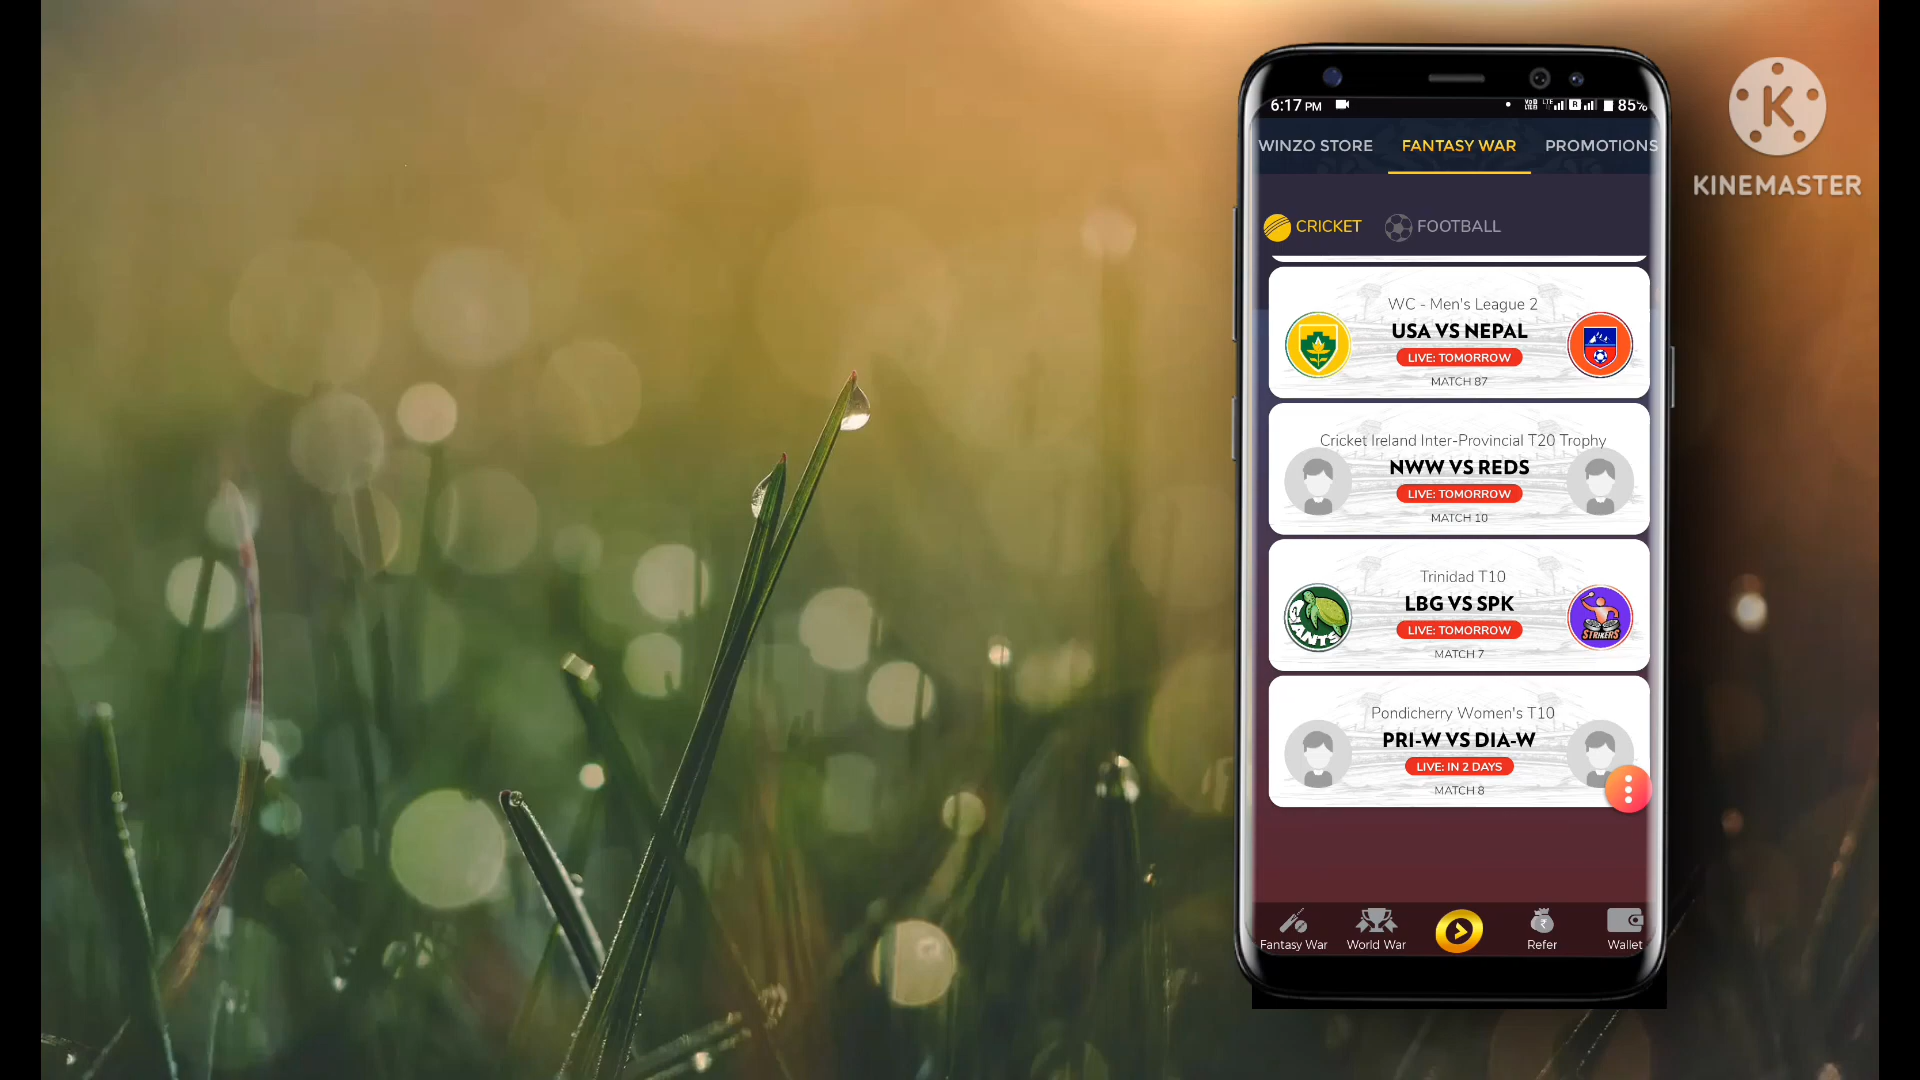 6:17 PM
85%
WINZO STORE FANTASY WAR PROMOTIONS
CRICKET FOOTBALL
WC - Men's League 2
USA VS NEPAL
LIVE: TOMORROW
MATCH 87
Cricket Ireland Inter-Provincial T20 Trophy
NWW VS REDS
LIVE: TOMORROW
MATCH 10
Trinidad T10
LBG VS SPK
LIVE: TOMORROW
MATCH 7
GIANTS
STRIKERS
Pondicherry Women's T10
PRI-W VS DIA-W
LIVE: IN 2 DAYS
MATCH 8
Fantasy War World War Refer Wallet
K
KINEMASTER